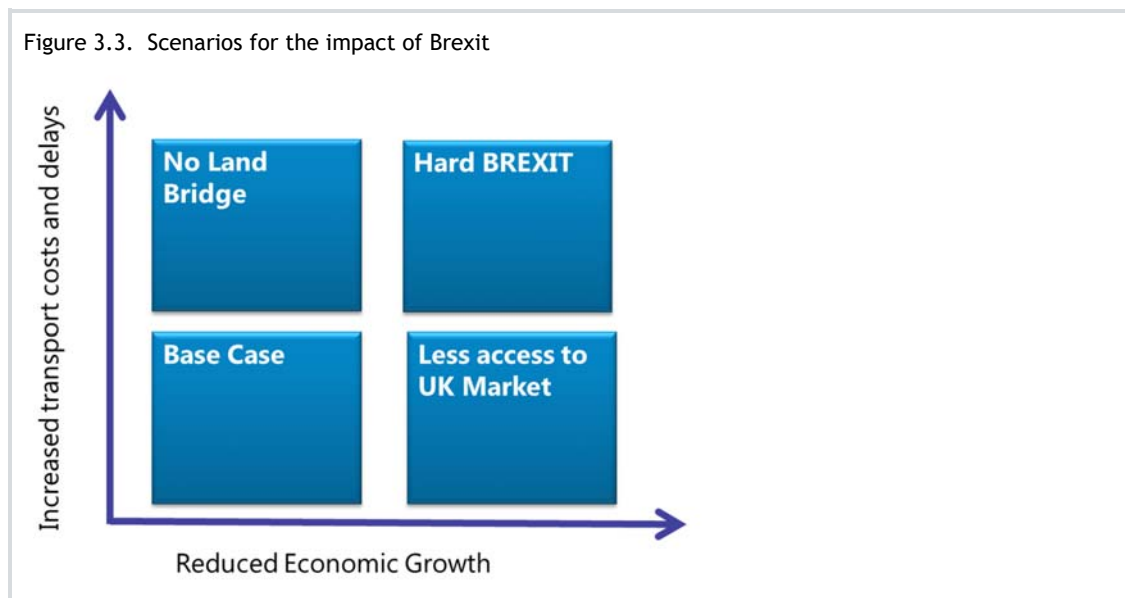 Figure 3.3. Scenarios for the impact of Brexit
Increased transport costs and delays
No Land
Bridge
Hard BREXIT
Base Case
Less access to
UK Market
Reduced Economic Growth